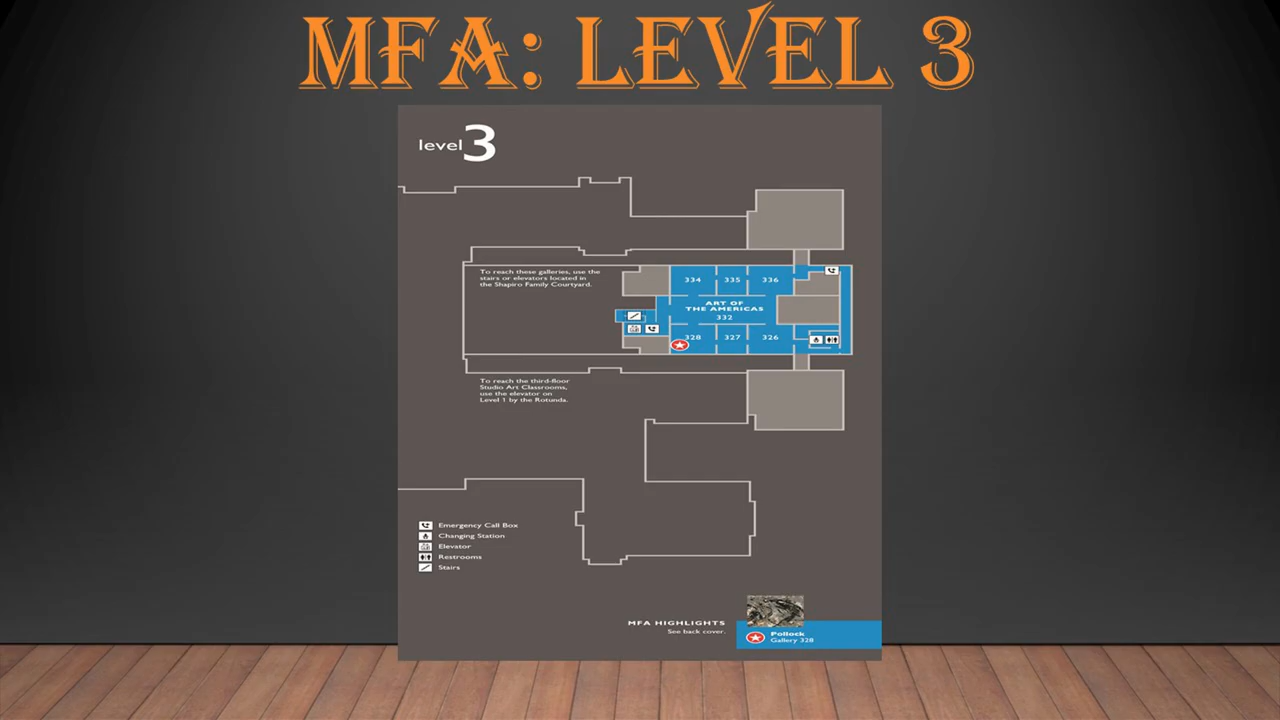 MFA: LEVEL 3
level 3
To reach these galleries, use the
stairs or elevators located in
the Shapiro Family Courtyard.
334
335
336
ART OF
THE AMERICAS
332
328
327
326
To reach the third-floor
Studio Art Classrooms,
use the elevator on
Level 1 by the Rotunda.
Emergency Call Box
Changing Station
Elevator
Restrooms
Stairs
MFA HIGHLIGHTS
See back cover.
Pollock
Gallery 328